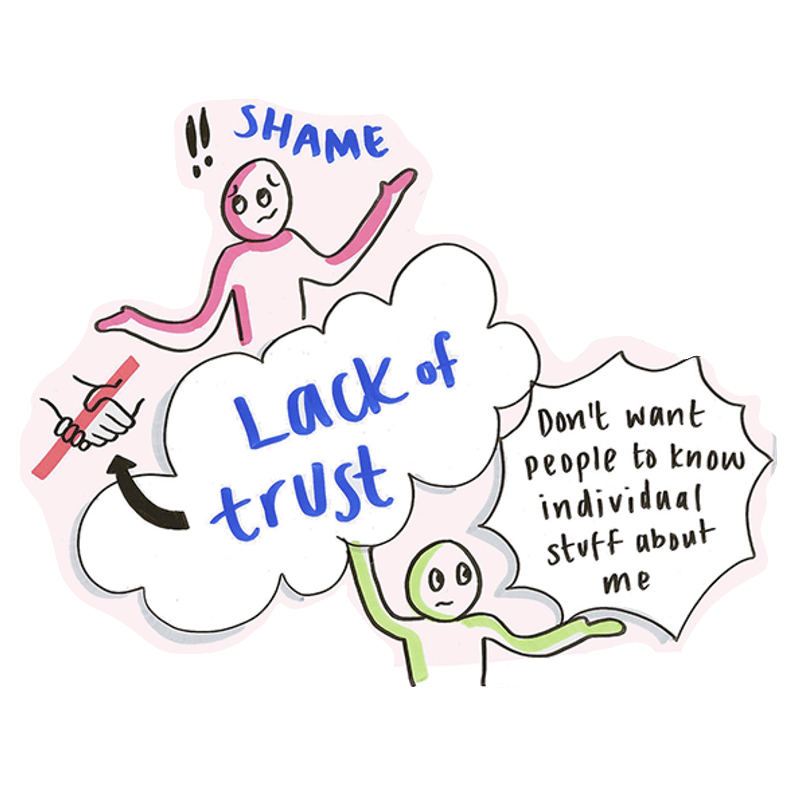 !! SHAME
Lack of
trust
Don't want
people to know
individual
stuff about
me